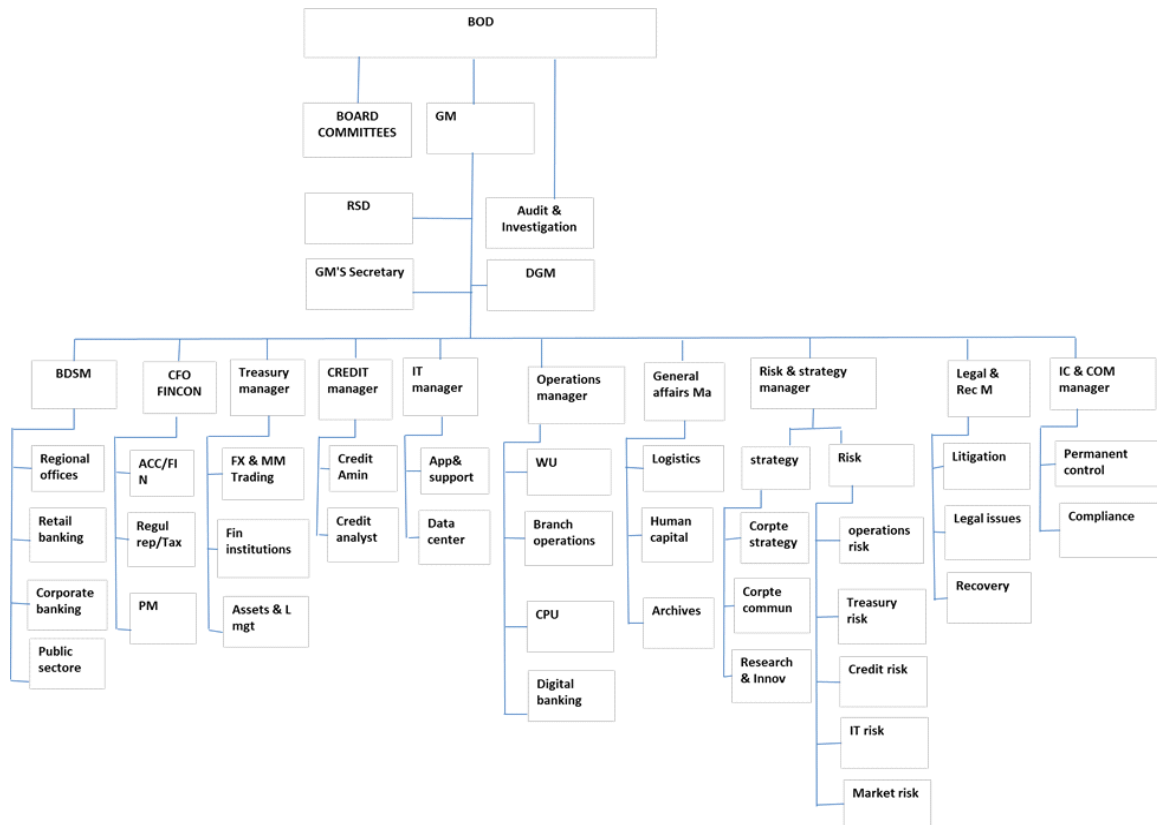 BOD
BOARD
COMMITTEES
GM
RSD
Audit &
Investigation
GM'S Secretary
DGM
BDSM
CFO
FINCON
Treasury
manager
CREDIT
manager
IT
manager
Operations
manager
General
affairs Ma
Risk & strategy
manager
Legal &
Rec M
IC & COM
manager
Regional
offices
Retail
banking
Corporate
banking
Public
sectore
ACC/FI
N
Regul
rep/Tax
PM
FX & MM
Trading
Fin
institutions
Assets & L
mgt
Credit
Amin
Credit
analyst
App&
support
Data
center
WU
Branch
operations
CPU
Digital
banking
Logistics
Human
capital
Archives
strategy
Corpte
strategy
Corpte
commun
Research
& Innov
Risk
operations
risk
Treasury
risk
Credit risk
IT risk
Market risk
Litigation
Legal issues
Recovery
Permanent
control
Compliance